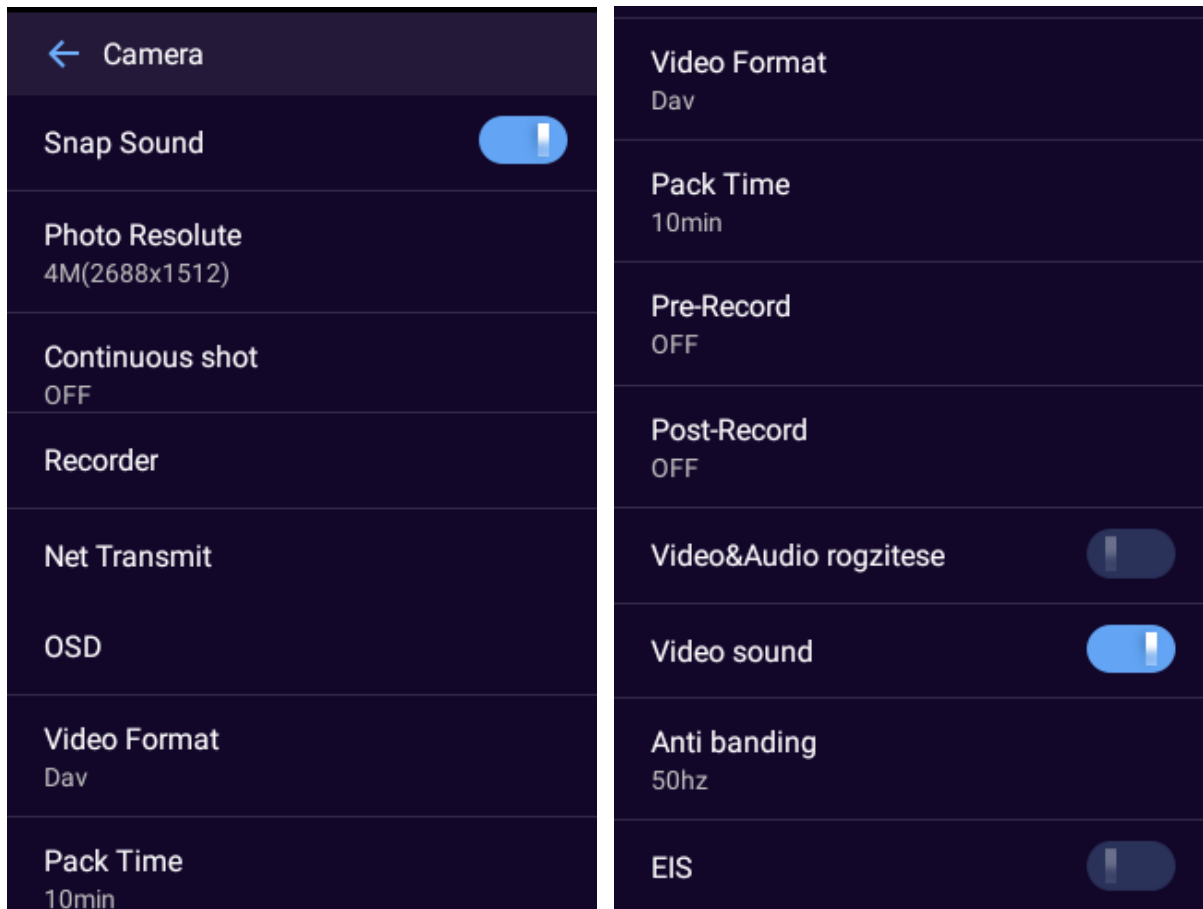 Camera
Snap Sound
Photo Resolute
4M(2688x1512)
Continuous shot
OFF
Recorder
Net Transmit
OSD
Video Format
Dav
Pack Time
10min
Video Format
Dav
Pack Time
10min
Pre-Record
OFF
Post-Record
OFF
Video&Audio rogzitese
Video sound
Anti banding
50hz
EIS